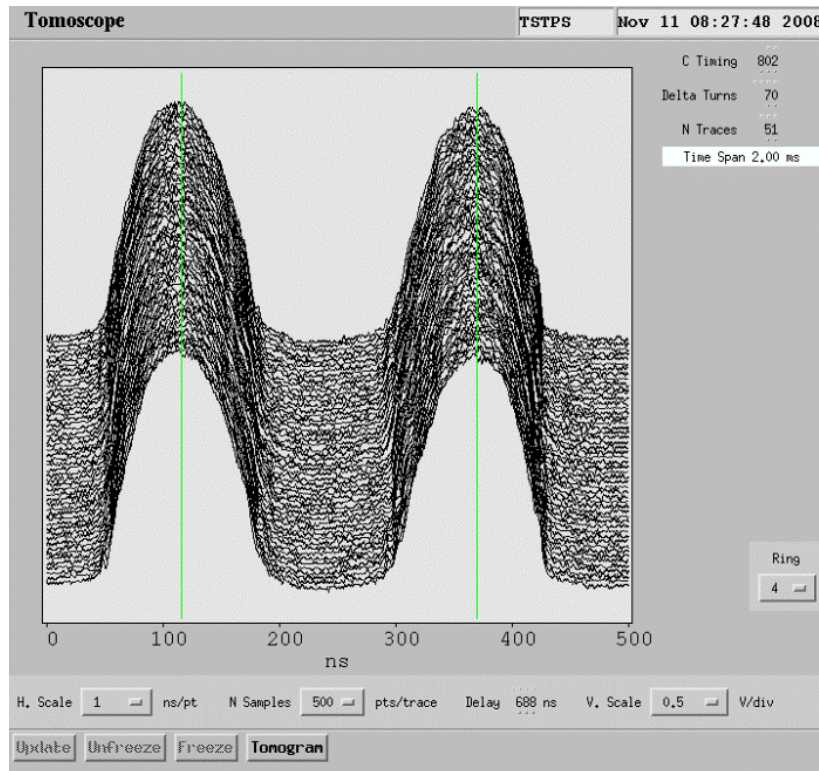 Tomoscope TSTPS Nov 11 08:27:48 2008
C Timing 802
Delta Turns 70
N Traces 51
Time Span 2.00 ms
Ring
4
0 100 200 300 400 500
ns
H. Scale 1 ns/pt N Samples 500 pts/trace Delay 688 ns V. Scale 0.5 V/div
Update Unfreeze Freeze Tomogram